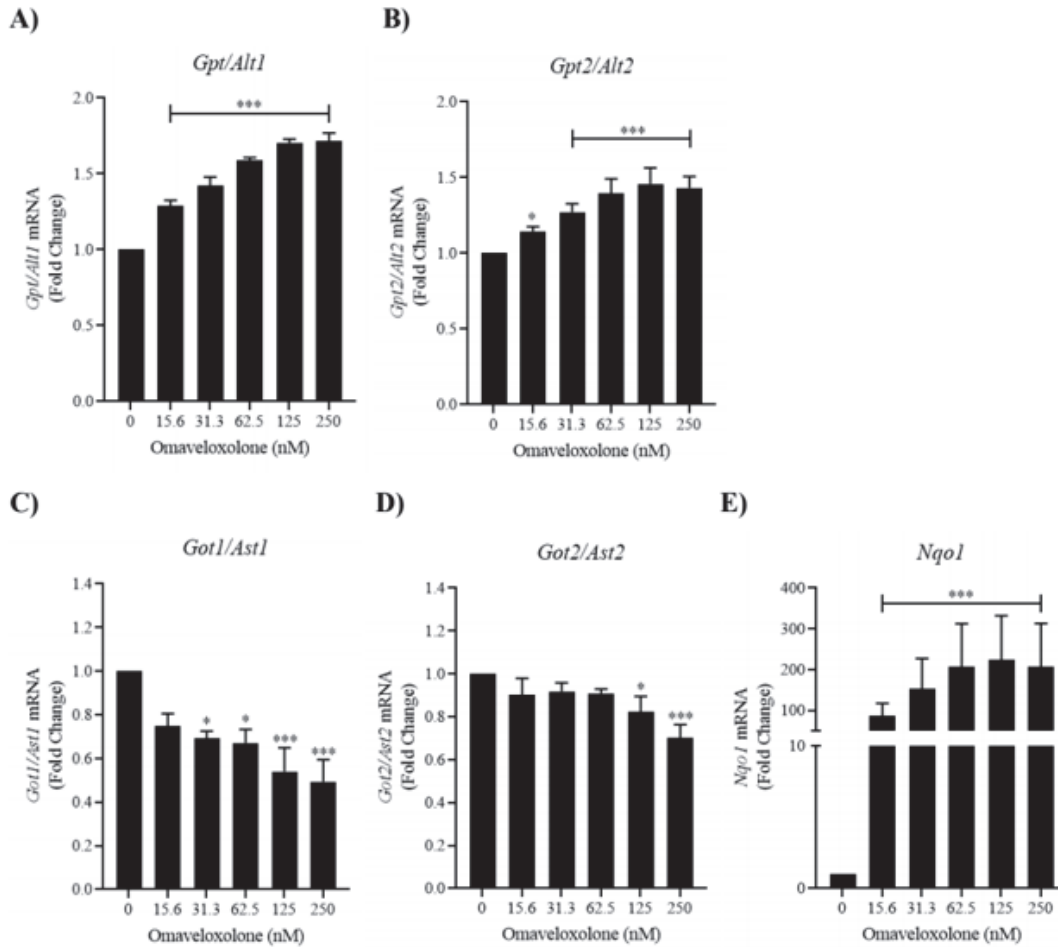 A)
Gpt/Alt1
Gpt/Alt1 mRNA
(Fold Change)
2.0
1.5
1.0
0.5
0.0
***
0 15.6 31.3 62.5 125 250
Omaveloxolone (nM)
B)
Gpt2/Alt2
Gpt2/Alt2 mRNA
(Fold Change)
2.0
1.5
1.0
0.5
0.0
*
***
0 15.6 31.3 62.5 125 250
Omaveloxolone (nM)
C)
Got1/Ast1
Got1/Ast1 mRNA
(Fold Change)
1.4
1.2
1.0
0.8
0.6
0.4
0.2
0.0
* * *** ***
0 15.6 31.3 62.5 125 250
Omaveloxolone (nM)
D)
Got2/Ast2
Got2/Ast2 mRNA
(Fold Change)
1.4
1.2
1.0
0.8
0.6
0.4
0.2
0.0
* ***
0 15.6 31.3 62.5 125 250
Omaveloxolone (nM)
E)
Nqo1
Nqo1 mRNA
(Fold Change)
400
300
200
100
10
0
***
0 15.6 31.3 62.5 125 250
Omaveloxolone (nM)